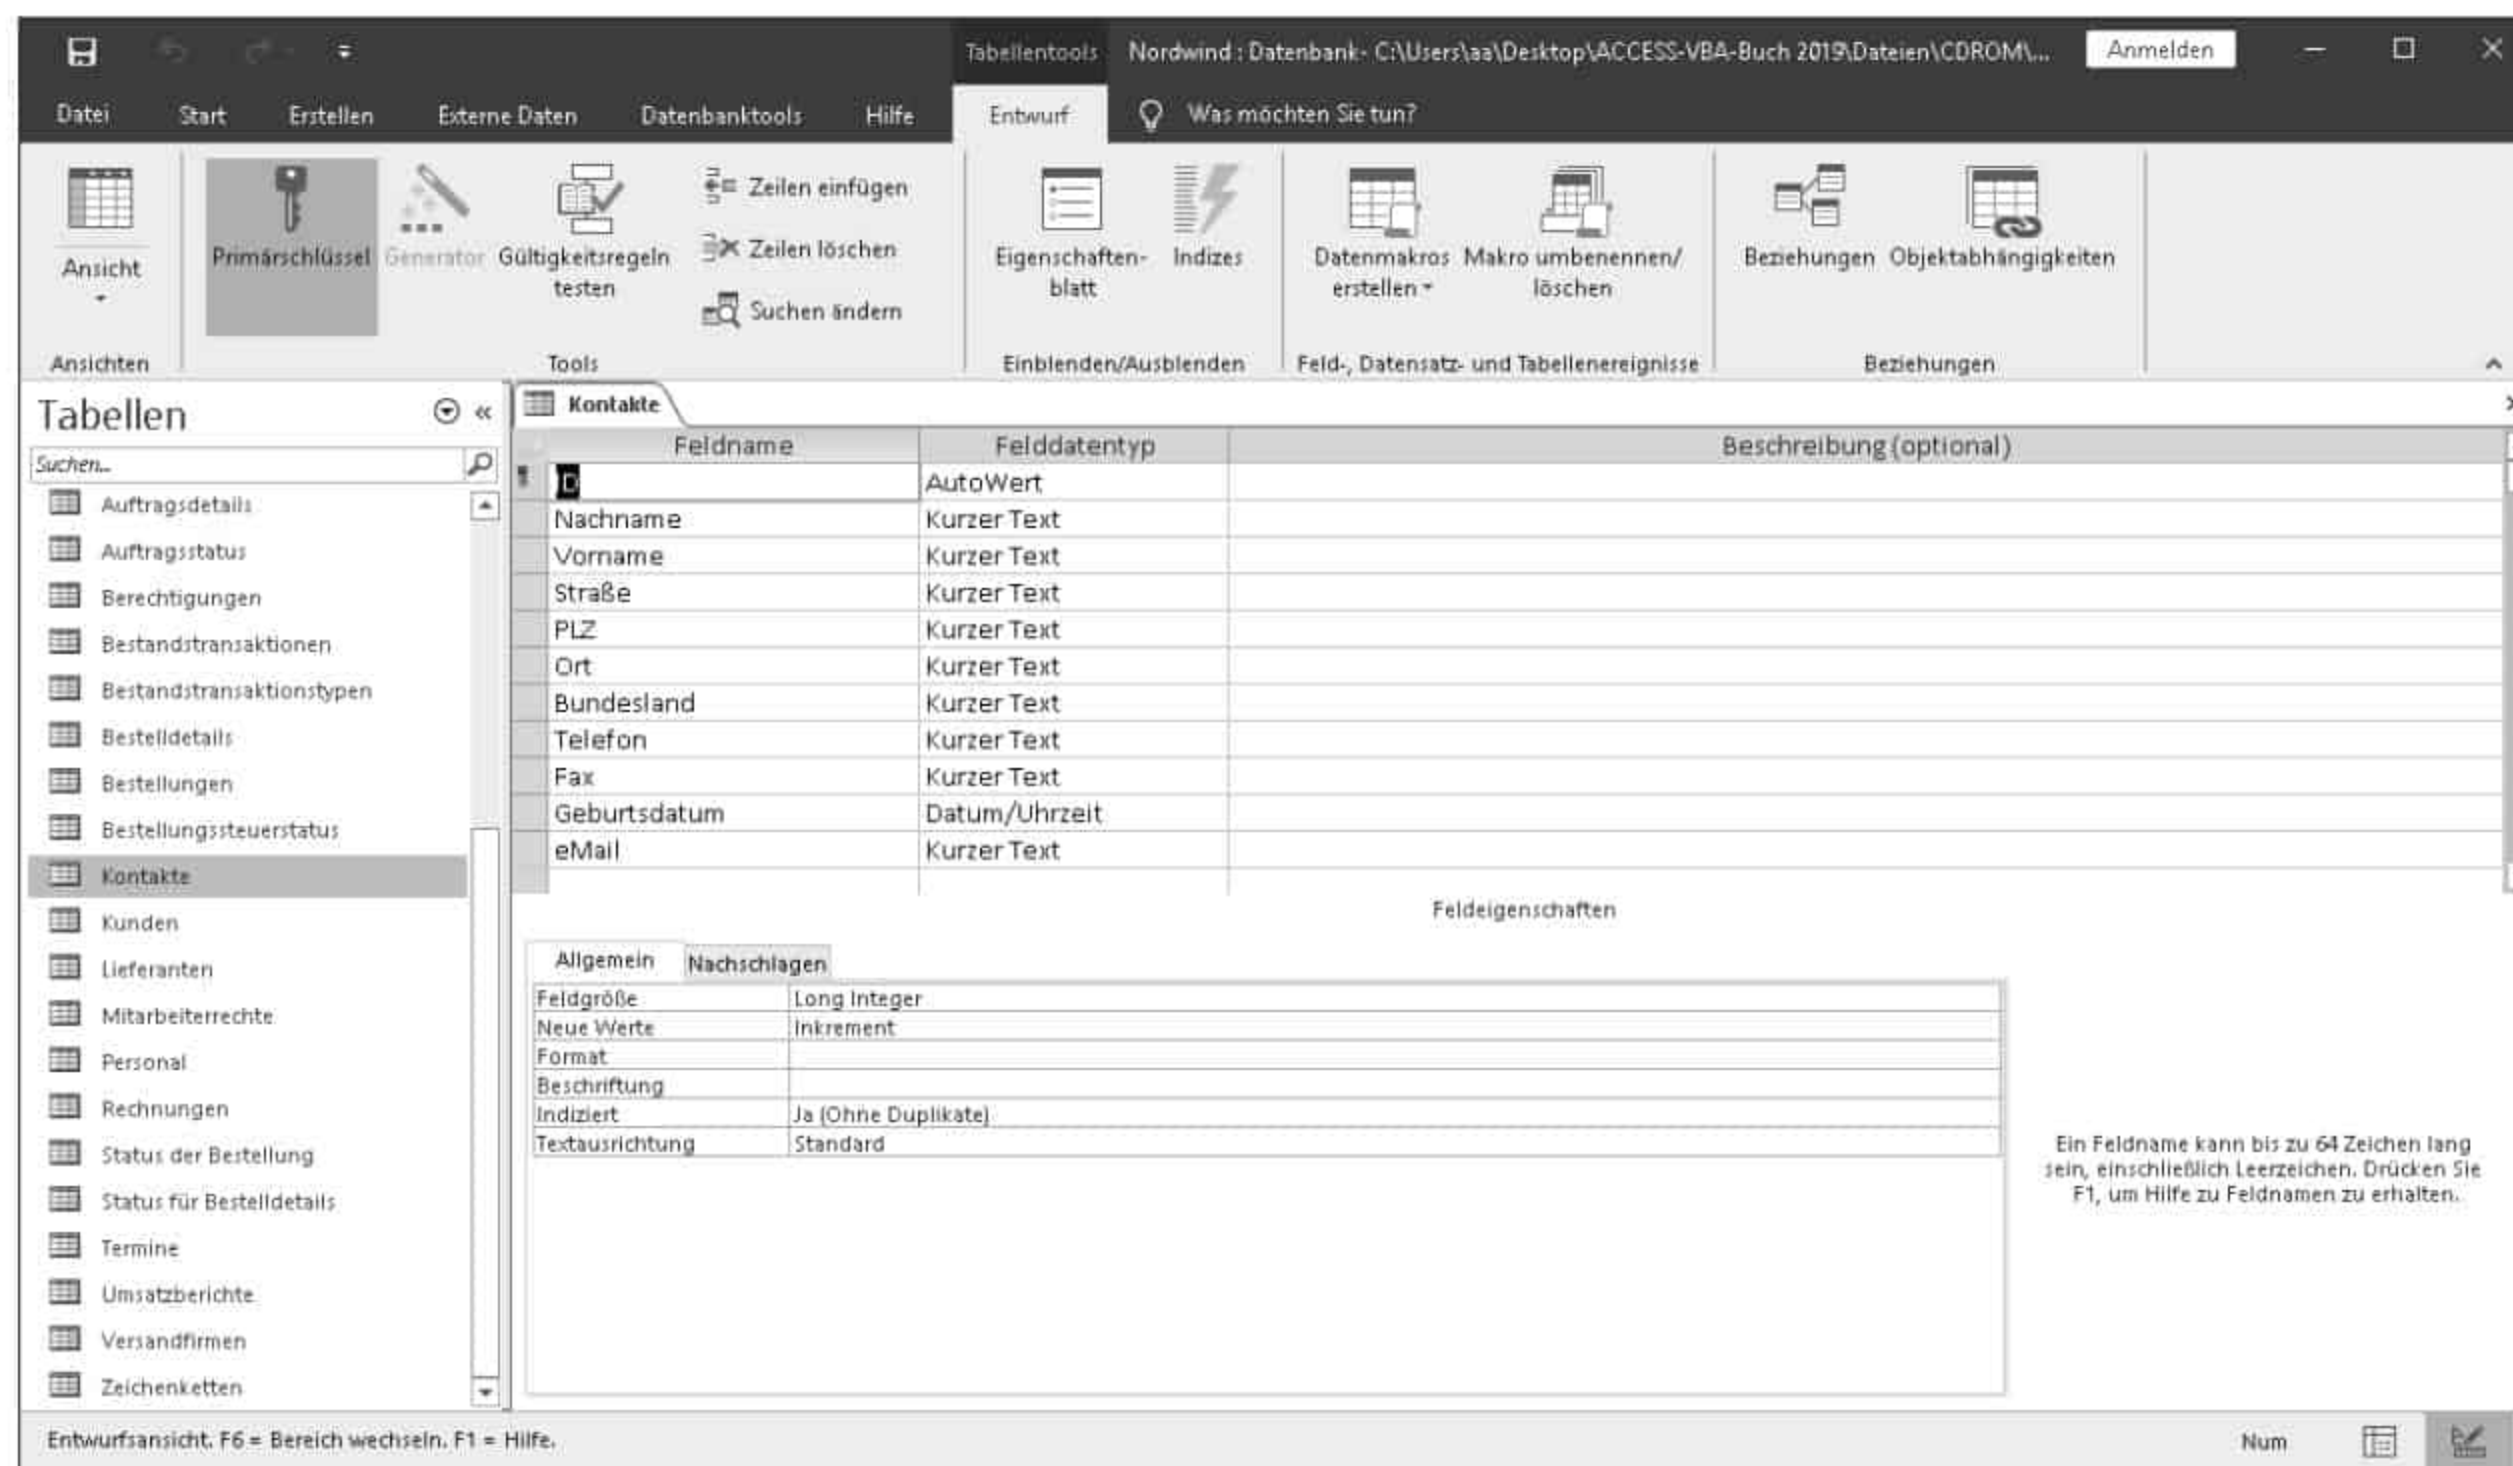 Tabellentools Nordwind : Datenbank- C:\Users\aa\Desktop\ACCESS-VBA-Buch 2019\Dateien\CDROM\... Anmelden
Datei Start Erstellen Externe Daten Datenbanktools Hilfe Entwurf Was möchten Sie tun?
Ansicht
Primärschlüssel
Generator
Gültigkeitsregeln
testen
Zeilen einfügen
Zeilen löschen
Suchen ändern
Eigenschaften-
blatt
Indizes
Datenmakros
erstellen
Makro umbenennen/
löschen
Beziehungen
Objektabhängigkeiten
Ansichten Tools Einblenden/Ausblenden Feld-, Datensatz- und Tabellenereignisse Beziehungen
Tabellen
Suchen...
Auftragsdetails
Auftragsstatus
Berechtigungen
Bestandstransaktionen
Bestandstransaktionstypen
Bestelldetails
Bestellungen
Bestellungssteuerstatus
Kontakte
Kunden
Lieferanten
Mitarbeiterrechte
Personal
Rechnungen
Status der Bestellung
Status für Bestelldetails
Termine
Umsatzberichte
Versandfirmen
Zeichenketten
Kontakte
Feldname Felddatentyp Beschreibung (optional)
ID AutoWert
Nachname Kurzer Text
Vorname Kurzer Text
Straße Kurzer Text
PLZ Kurzer Text
Ort Kurzer Text
Bundesland Kurzer Text
Telefon Kurzer Text
Fax Kurzer Text
Geburtsdatum Datum/Uhrzeit
eMail Kurzer Text
Feldeigenschaften
Allgemein Nachschlagen
Feldgröße Long Integer
Neue Werte Inkrement
Format
Beschriftung
Indiziert Ja (Ohne Duplikate)
Textausrichtung Standard
Ein Feldname kann bis zu 64 Zeichen lang
sein, einschließlich Leerzeichen. Drücken Sie
F1, um Hilfe zu Feldnamen zu erhalten.
Entwurfsansicht. F6 = Bereich wechseln. F1 = Hilfe. Num